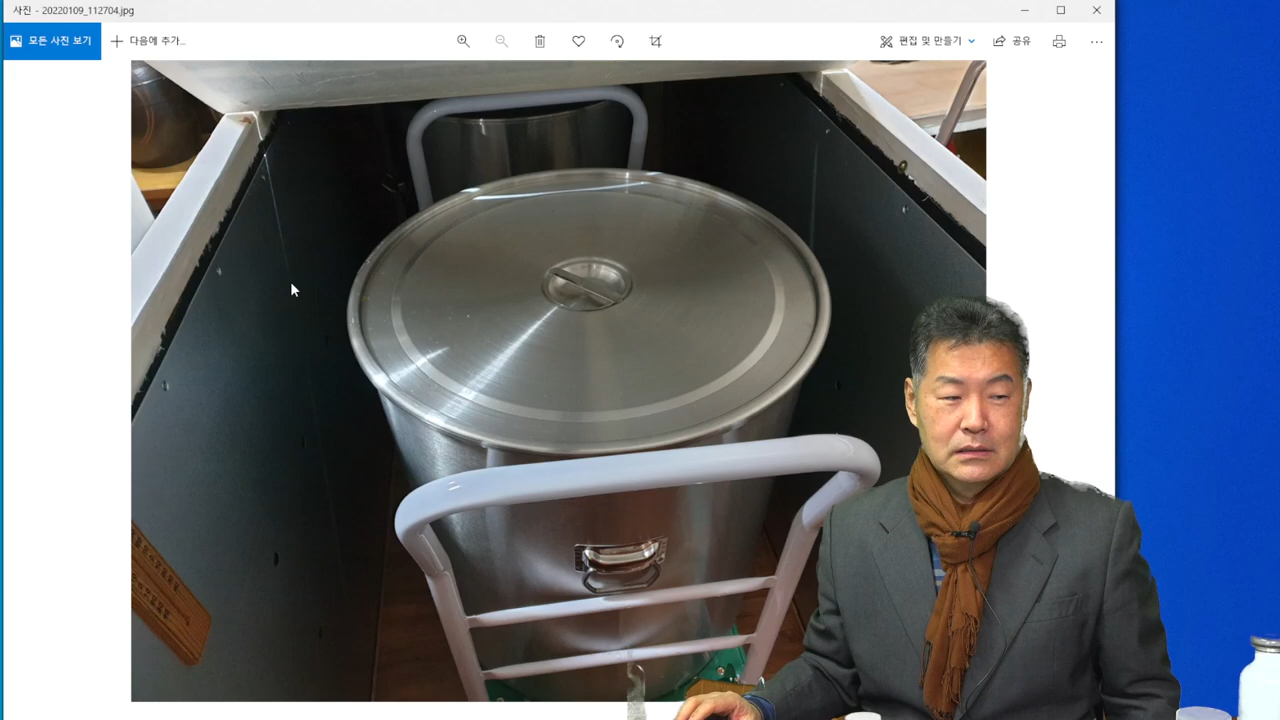 사진 - 20220109_112704.jpg
모든 사진 보기
다음에 추가...
편집 및 만들기
공유